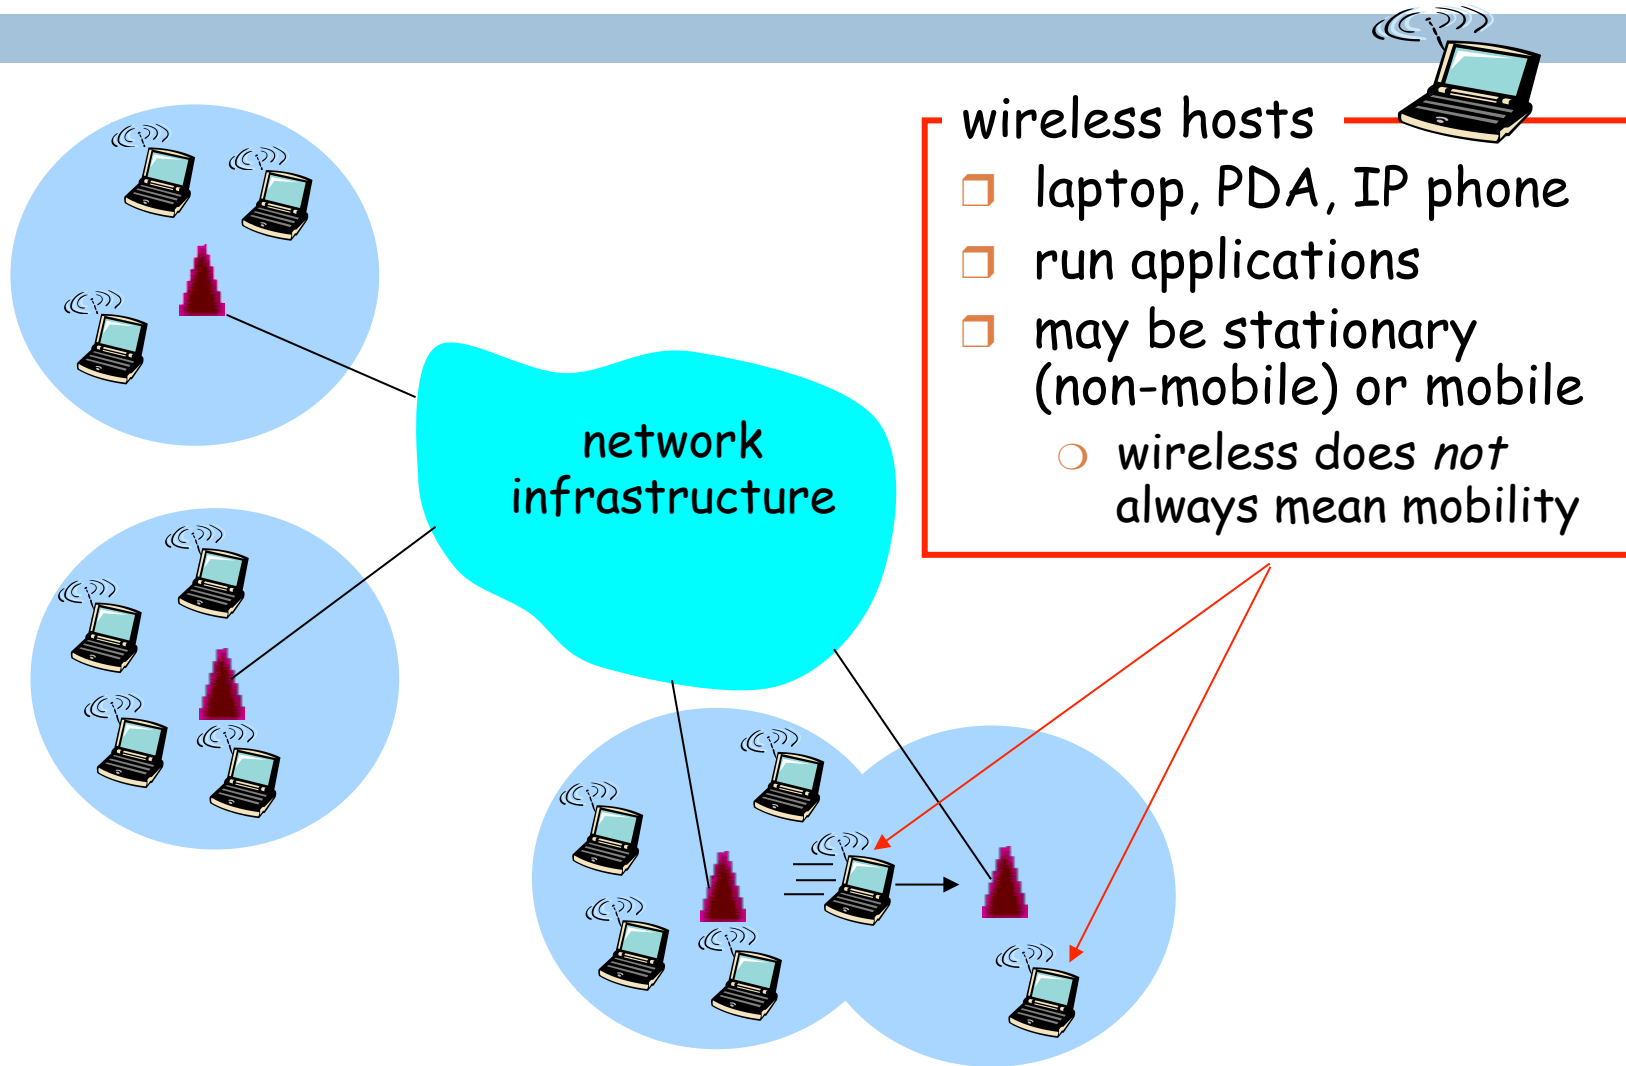 wireless hosts
laptop, PDA, IP phone
run applications
may be stationary
(non-mobile) or mobile
wireless does not
always mean mobility
network
infrastructure